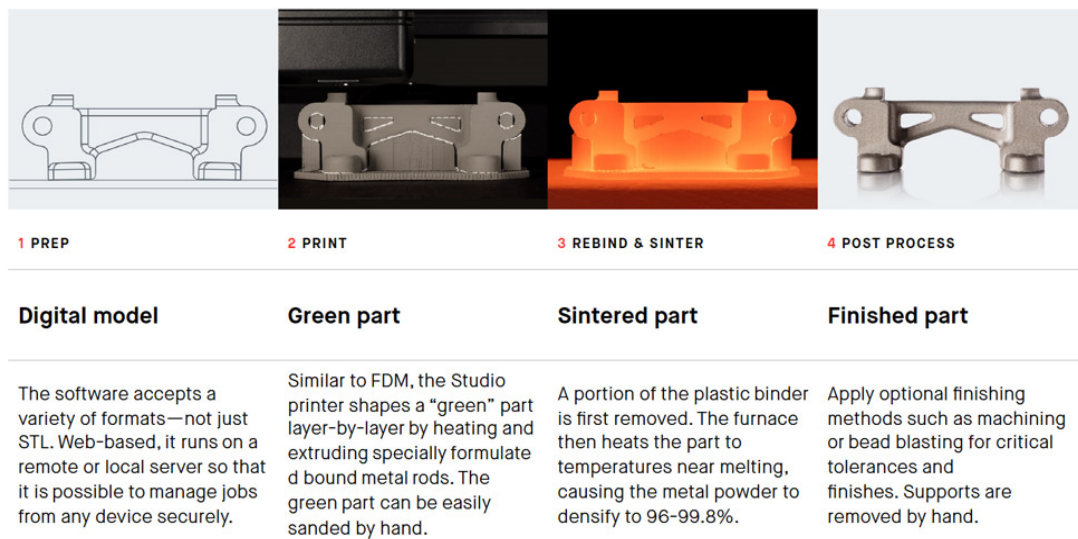 1 PREP
2 PRINT
3 REBIND & SINTER
4 POST PROCESS
Digital model
Green part
Sintered part
Finished part
The software accepts a
variety of formats—not just
STL. Web-based, it runs on a
remote or local server so that
it is possible to manage jobs
from any device securely.
Similar to FDM, the Studio
printer shapes a “green” part
layer-by-layer by heating and
extruding specially formulate
d bound metal rods. The
green part can be easily
sanded by hand.
A portion of the plastic binder
is first removed. The furnace
then heats the part to
temperatures near melting,
causing the metal powder to
densify to 96-99.8%.
Apply optional finishing
methods such as machining
or bead blasting for critical
tolerances and
finishes. Supports are
removed by hand.